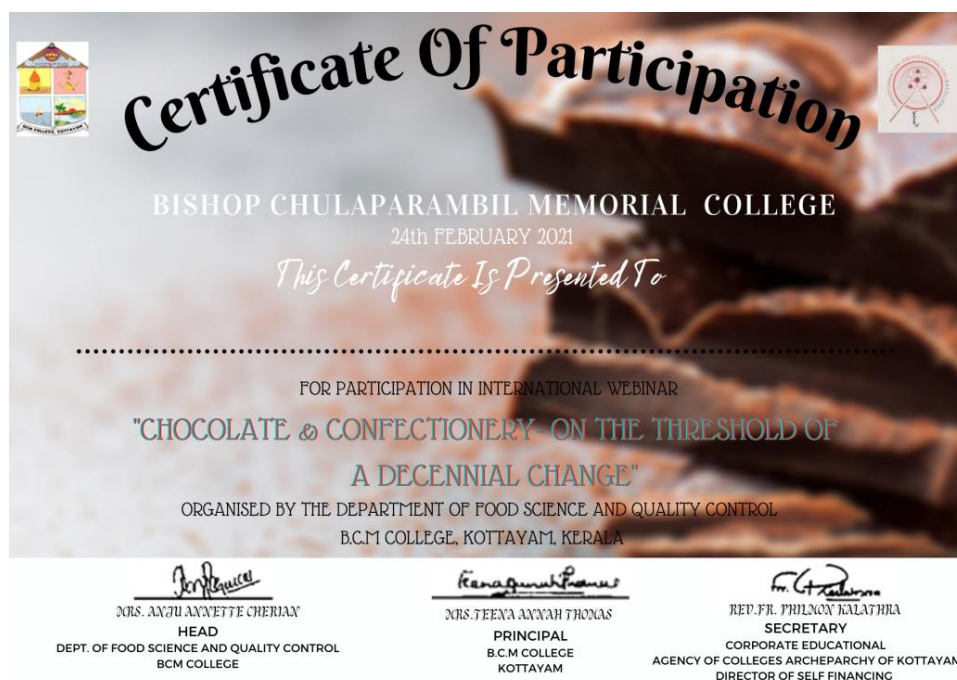 Certificate Of Participation
BCM COLLEGE, KOTTAYAM
BISHOP CHULAPARAMBIL MEMORIAL COLLEGE
24th FEBRUARY 2021
This Certificate Is Presented To
FOR PARTICIPATION IN INTERNATIONAL WEBINAR
"CHOCOLATE & CONFECTIONERY- ON THE THRESHOLD OF
A DECENNIAL CHANGE"
ORGANISED BY THE DEPARTMENT OF FOOD SCIENCE AND QUALITY CONTROL
B.C.M COLLEGE, KOTTAYAM, KERALA
MRS. ANJU ANNETTE CHERIAN
HEAD
DEPT. OF FOOD SCIENCE AND QUALITY CONTROL
BCM COLLEGE
MRS.TEENA ANNAH THOMAS
PRINCIPAL
B.C.M COLLEGE
KOTTAYAM
REV.FR. PHILMON KALATHRA
SECRETARY
CORPORATE EDUCATIONAL
AGENCY OF COLLEGES ARCHEPARCHY OF KOTTAYAM
DIRECTOR OF SELF FINANCING